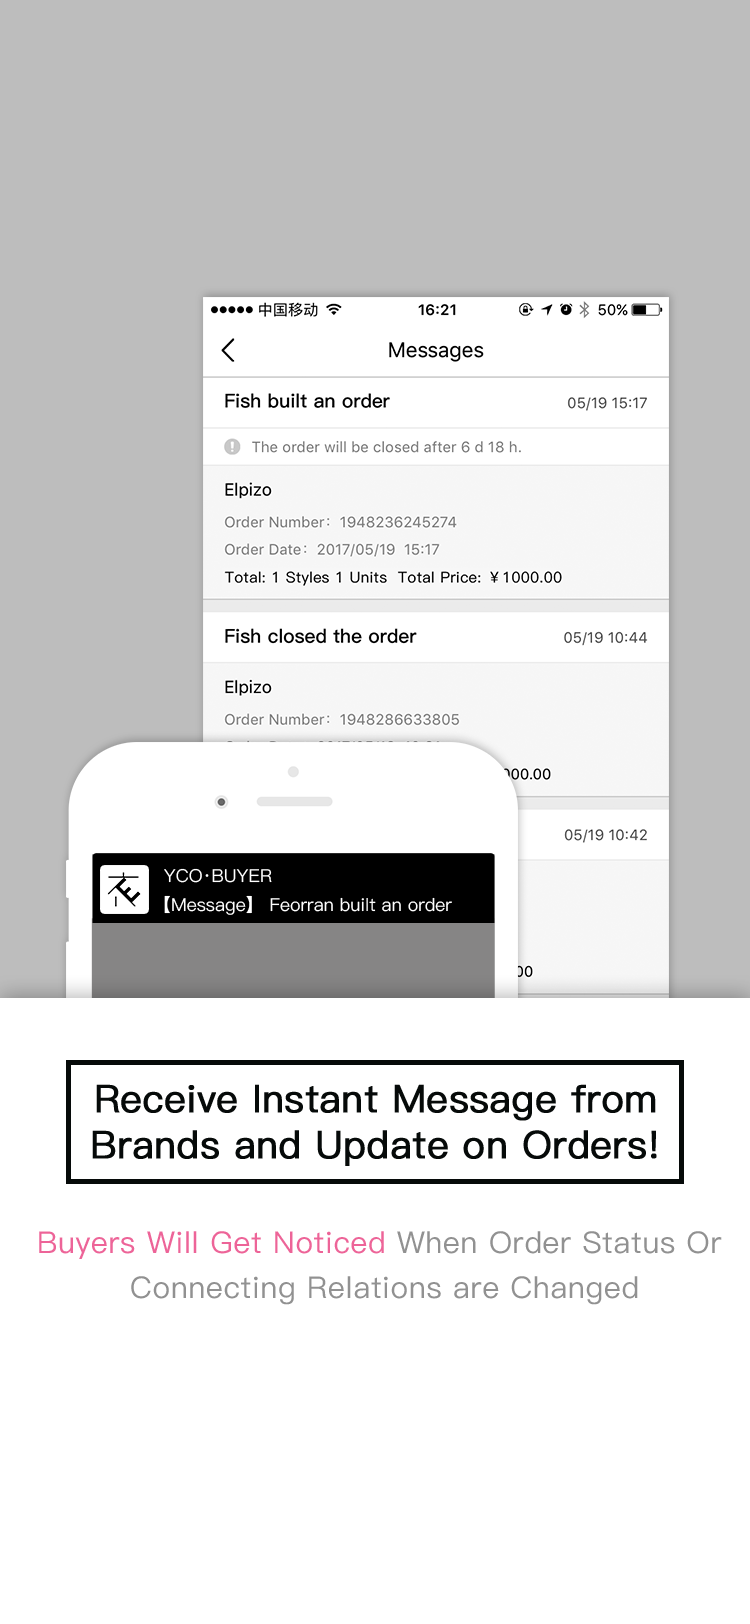 中国移动 16:21 50%
Messages
Fish built an order 05/19 15:17
The order will be closed after 6 d 18 h.
Elpizo
Order Number: 1948236245274
Order Date: 2017/05/19 15:17
Total: 1 Styles 1 Units Total Price: ¥1000.00
Fish closed the order 05/19 10:44
Elpizo
Order Number: 1948286633805
00.00
05/19 10:42
00
YCO·BUYER
【Message】 Feorran built an order
Receive Instant Message from
Brands and Update on Orders!
Buyers Will Get Noticed When Order Status Or
Connecting Relations are Changed